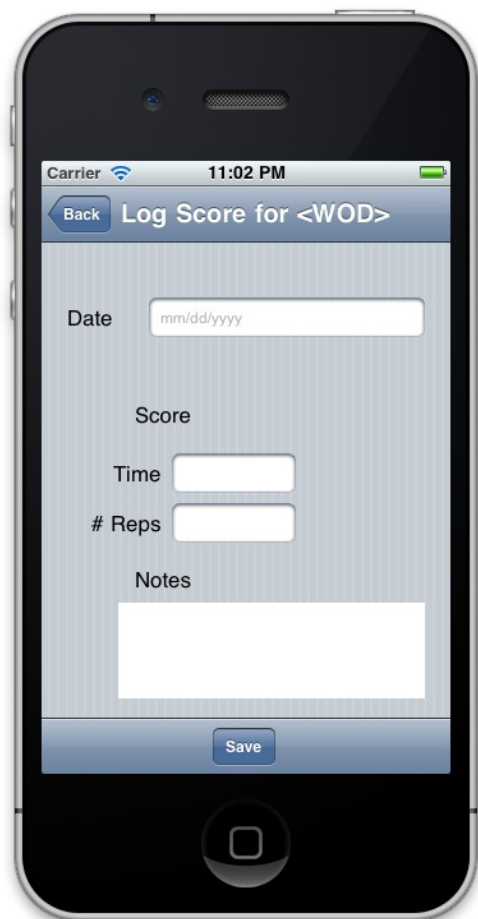 Carrier 11:02 PM
Back Log Score for <WOD>
Date mm/dd/yyyy
Score
Time
# Reps
Notes
Save